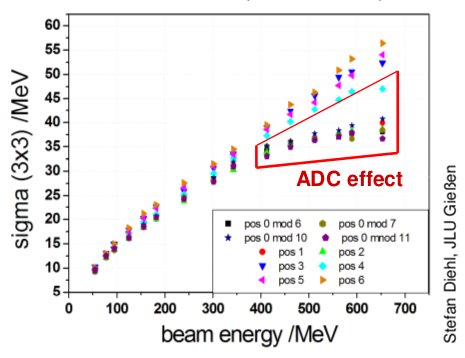 60
55
50
45
40
35
30
25
20
15
10
5
sigma (3x3) /MeV
ADC effect
pos 0 mod 6
pos 0 mod 7
pos 0 mod 10
pos 0 mnod 11
pos 1
pos 2
pos 3
pos 4
pos 5
pos 6
0 100 200 300 400 500 600 700 800
beam energy /MeV
Stefan Diehl, JLU Gießen